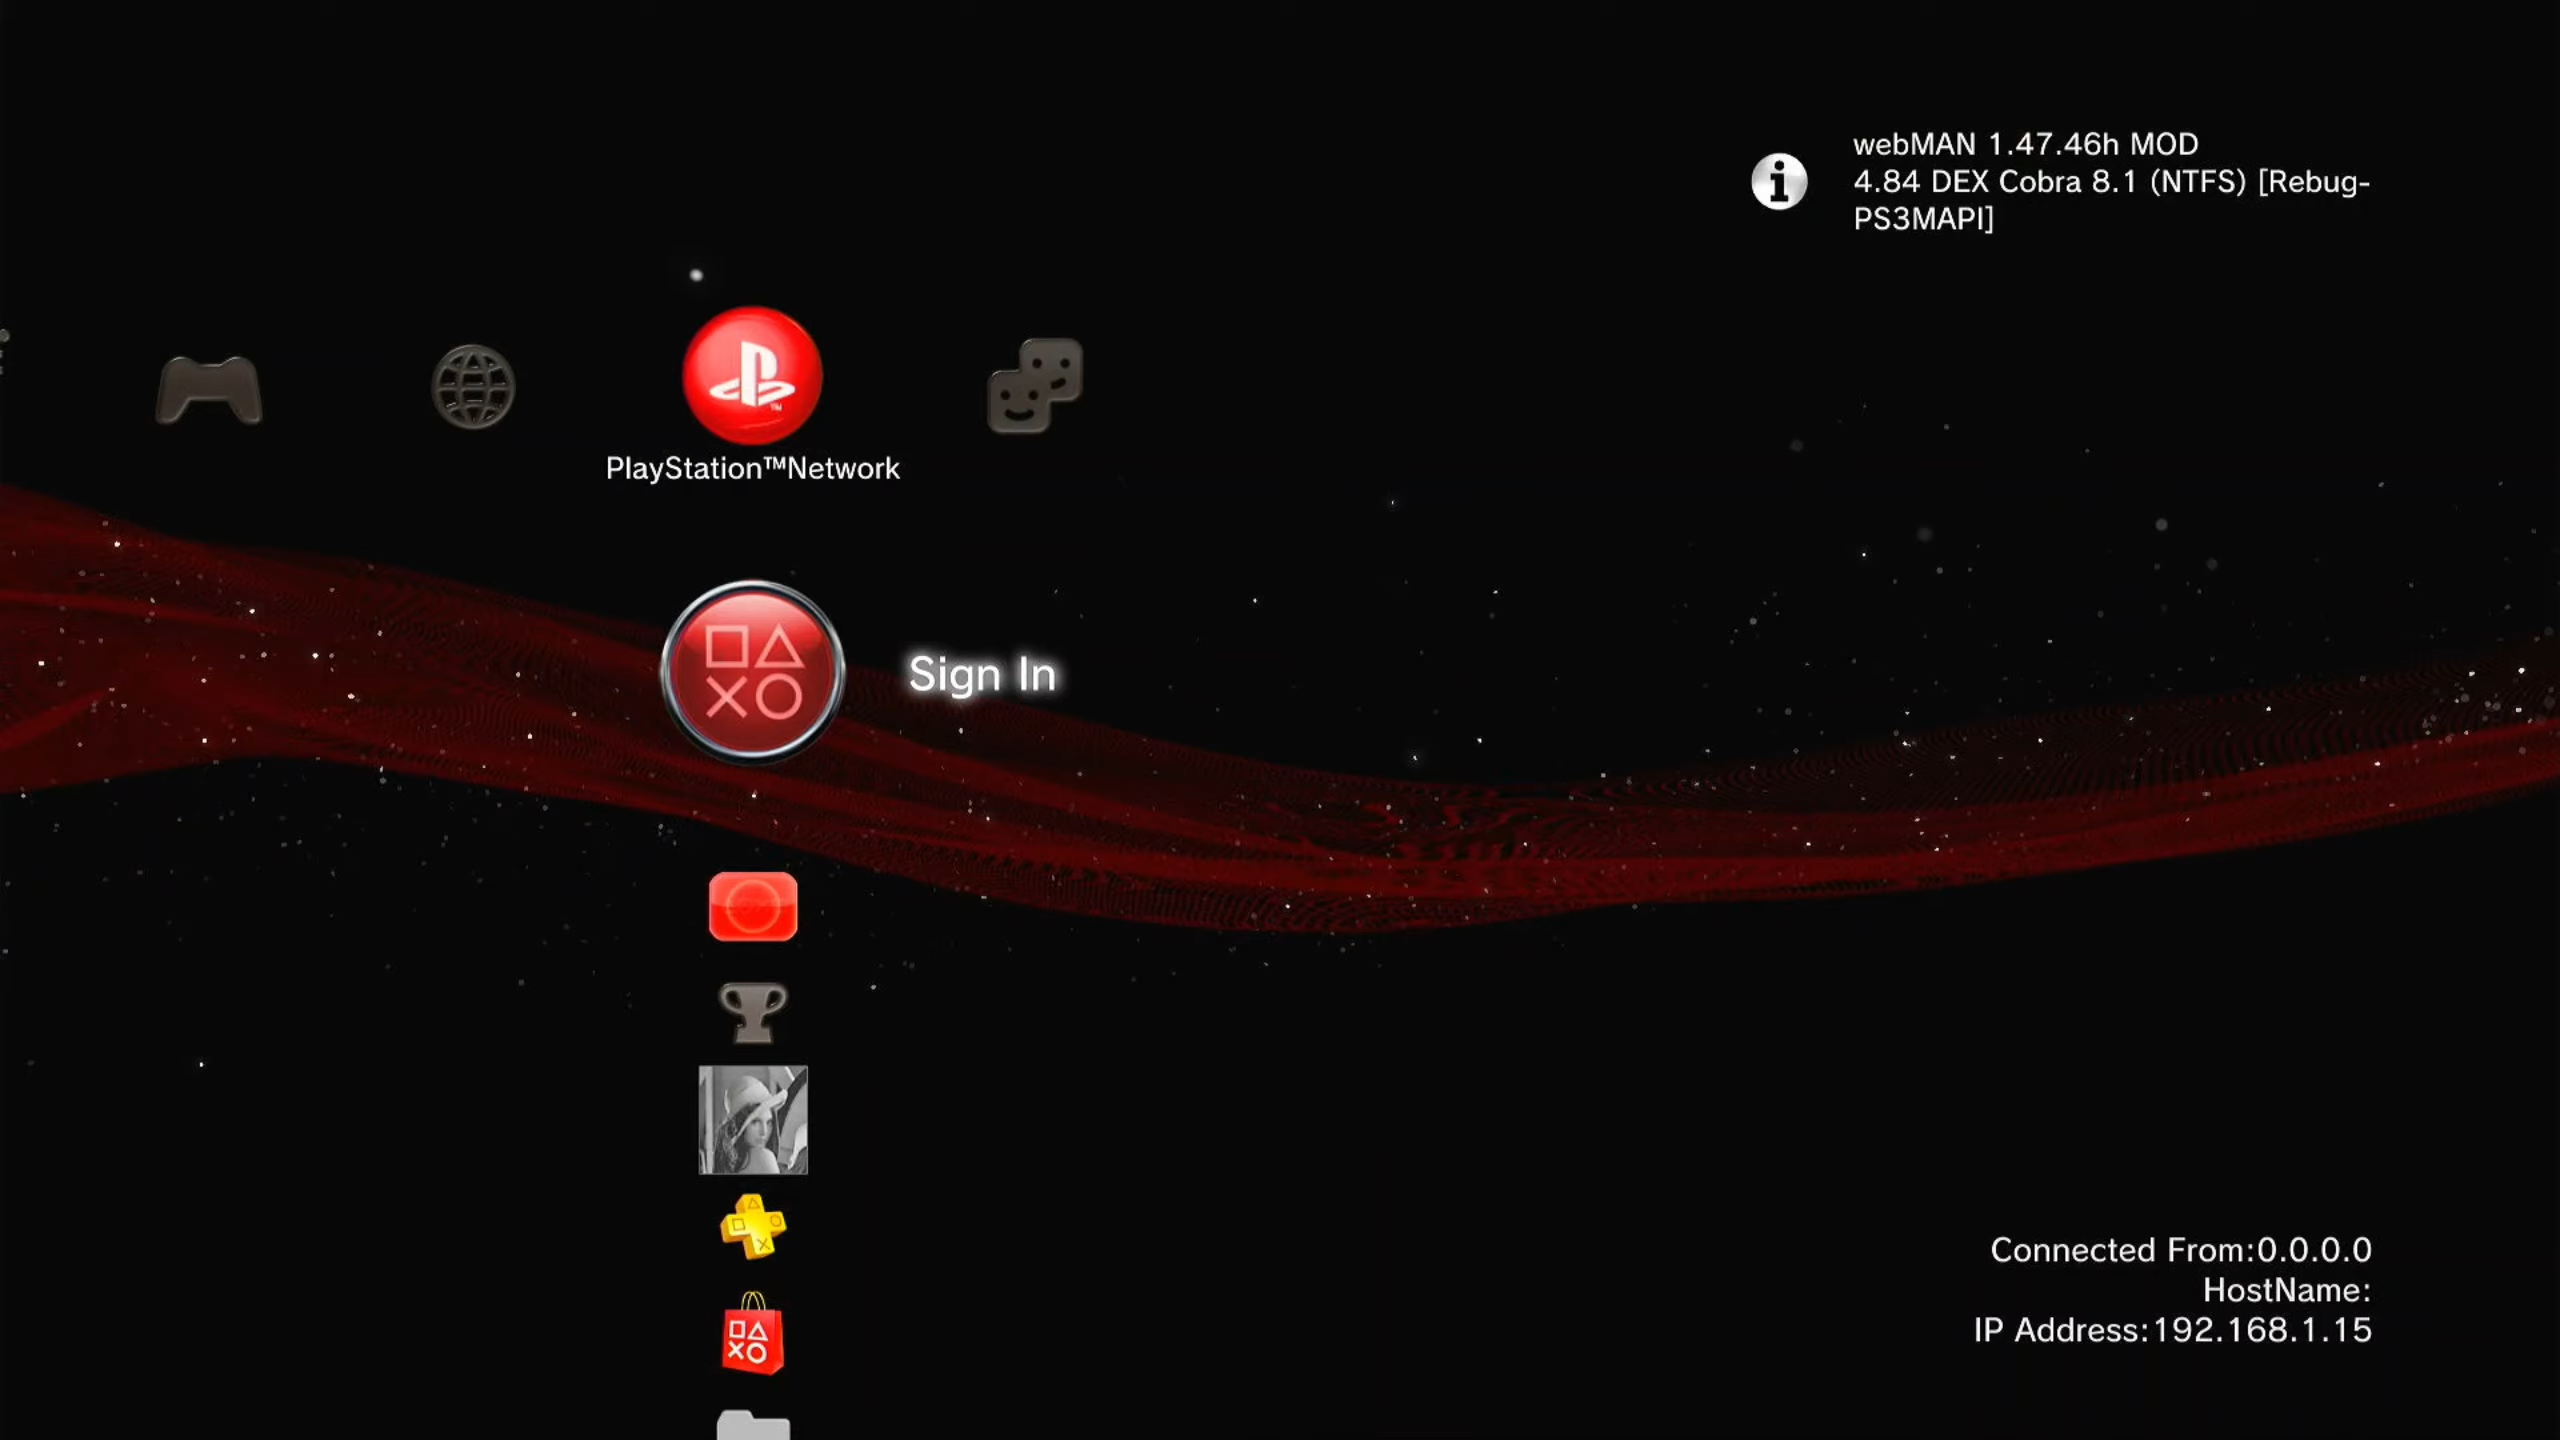 webMAN 1.47.46h MOD
4.84 DEX Cobra 8.1 (NTFS) [Rebug-
PS3MAPI]
PlayStation™Network
Sign In
Connected From:0.0.0.0
HostName:
IP Address:192.168.1.15